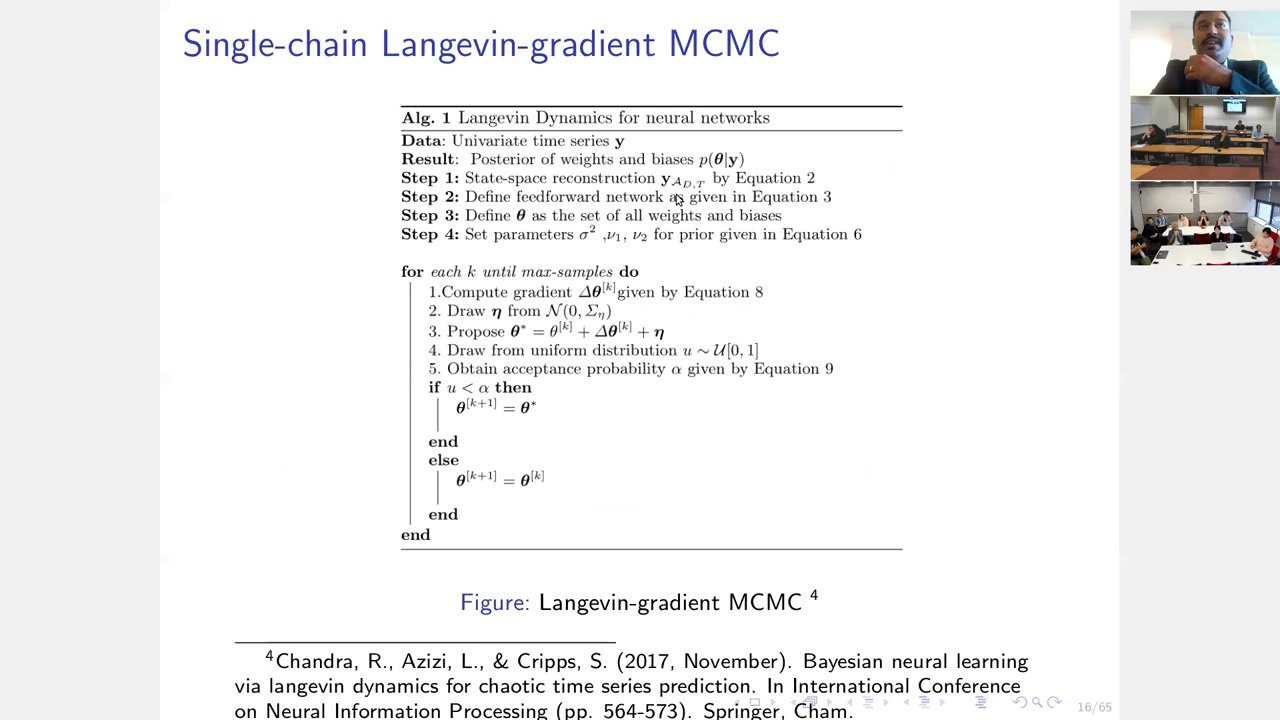 Single-chain Langevin-gradient MCMC
Alg. 1 Langevin Dynamics for neural networks
Data: Univariate time series y
Result: Posterior of weights and biases p(θ|y)
Step 1: State-space reconstruction y_{A_{D,T}} by Equation 2
Step 2: Define feedforward network as given in Equation 3
Step 3: Define θ as the set of all weights and biases
Step 4: Set parameters σ² ,ν₁, ν₂ for prior given in Equation 6
for each k until max-samples do
1.Compute gradient Δθ^{[k]}given by Equation 8
2. Draw η from N(0, Σ_η)
3. Propose θ* = θ^{[k]} + Δθ^{[k]} + η
4. Draw from uniform distribution u ∼ U[0, 1]
5. Obtain acceptance probability α given by Equation 9
if u < α then
θ^{[k+1]} = θ*
end
else
θ^{[k+1]} = θ^{[k]}
end
end
Figure: Langevin-gradient MCMC ⁴
⁴Chandra, R., Azizi, L., & Cripps, S. (2017, November). Bayesian neural learning
via langevin dynamics for chaotic time series prediction. In International Conference
on Neural Information Processing (pp. 564-573). Springer, Cham.
16/65